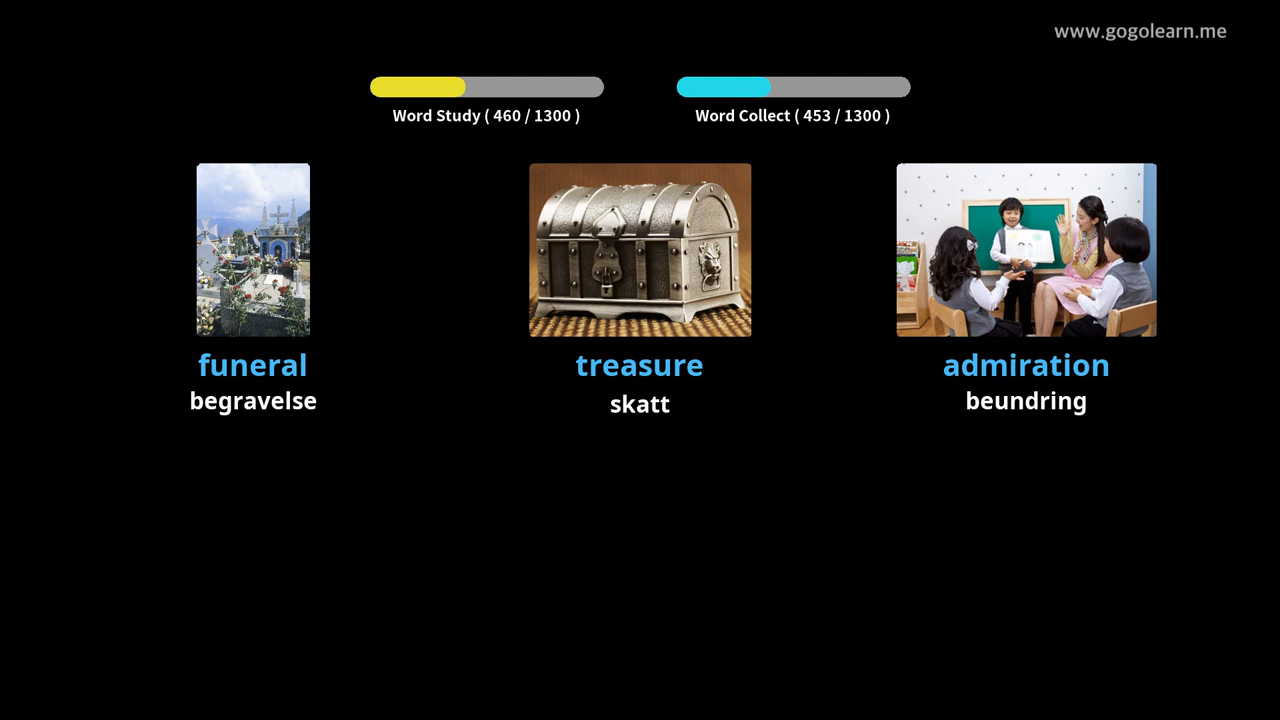 www.gogolearn.me
Word Study ( 460 / 1300 )
Word Collect ( 453 / 1300 )
funeral
begravelse
treasure
skatt
admiration
beundring